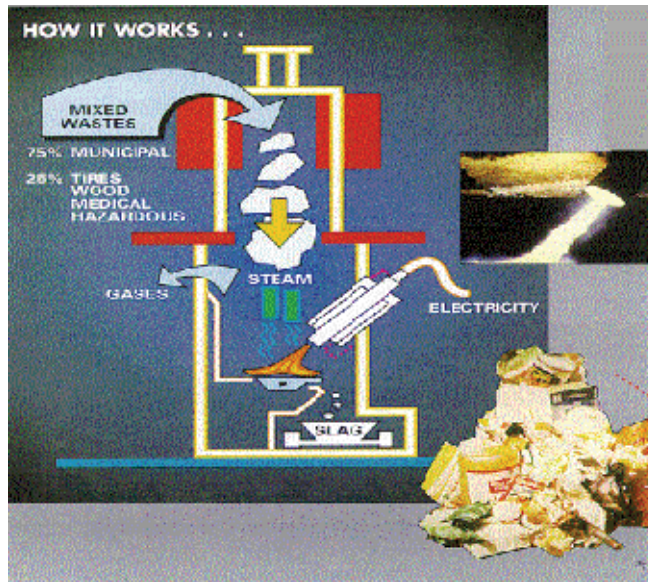 HOW IT WORKS . . .
MIXED
WASTES
75% MUNICIPAL
25% TIRES
WOOD
MEDICAL
HAZARDOUS
STEAM
GASES
ELECTRICITY
SLAG